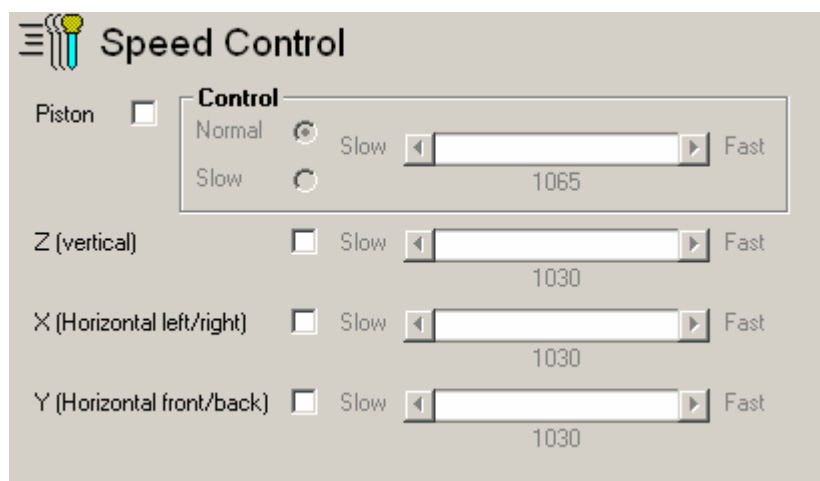 Speed Control
Piston
Control
Normal
Slow Fast
Slow
1065
Z (vertical) Slow Fast
1030
X (Horizontal left/right) Slow Fast
1030
Y (Horizontal front/back) Slow Fast
1030